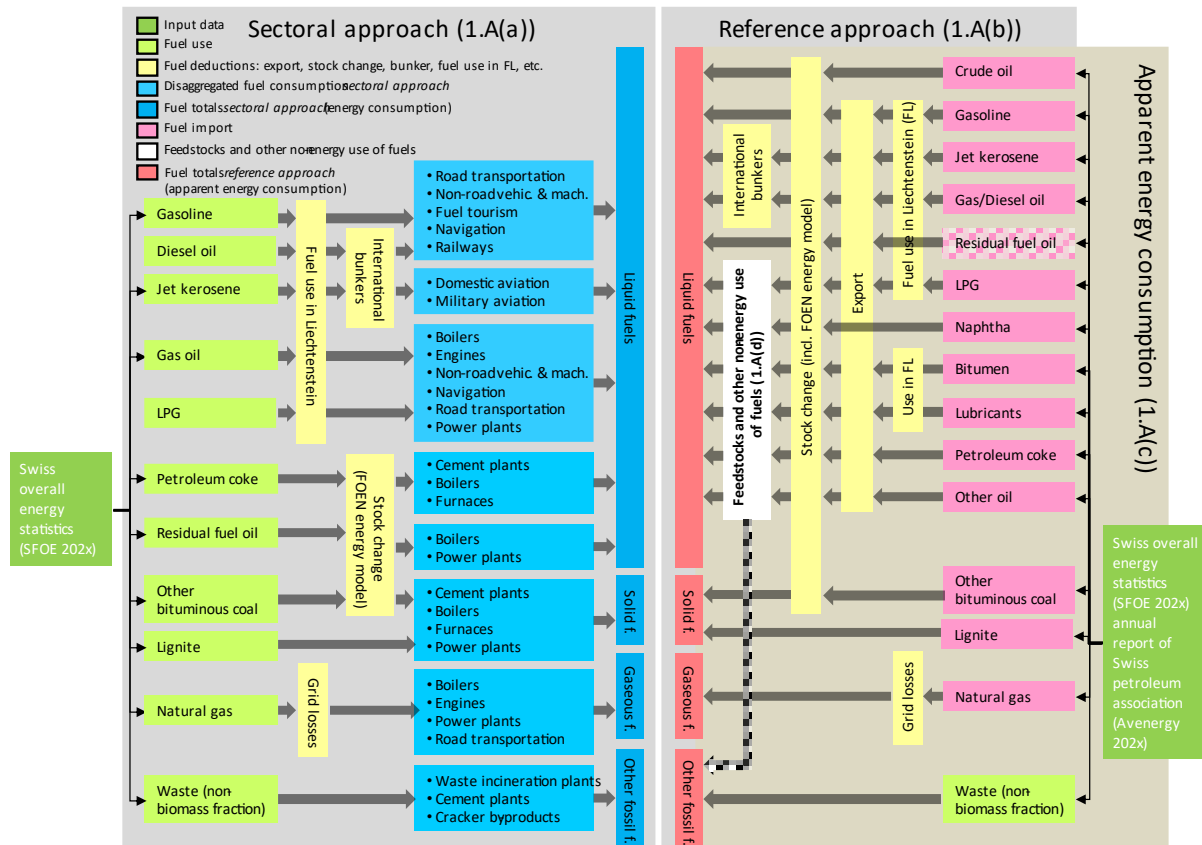 Input data
Fuel use
Fuel deductions: export, stock change, bunker, fuel use in FL, etc.
Disaggregated fuel consumption sectoral approach
Fuel totals sectoral approach (energy consumption)
Fuel import
Feedstocks and other non-energy use of fuels
Fuel totals reference approach
(apparent energy consumption)
Sectoral approach (1.A(a))
Swiss
overall
energy
statistics
(SFOE 202x)
Gasoline
Diesel oil
Jet kerosene
Gas oil
LPG
Petroleum coke
Residual fuel oil
Other
bituminous coal
Lignite
Natural gas
Waste (non-
biomass fraction)
Fuel use in Liechtenstein
International
bunkers
Stock change
(FOEN energy model)
Grid losses
• Road transportation
• Non-road vehic. & mach.
• Fuel tourism
• Navigation
• Railways
• Domestic aviation
• Military aviation
• Boilers
• Engines
• Non-road vehic. & mach.
• Navigation
• Road transportation
• Power plants
• Cement plants
• Boilers
• Furnaces
• Boilers
• Power plants
• Cement plants
• Boilers
• Furnaces
• Power plants
• Boilers
• Engines
• Power plants
• Road transportation
• Waste incineration plants
• Cement plants
• Cracker by-products
Liquid fuels
Solid f.
Gaseous f.
Other fossil f.
Reference approach (1.A(b))
Liquid fuels
Solid f.
Gaseous f.
Other fossil f.
International
bunkers
Feedstocks and other non-energy use
of fuels (1.A(d))
Stock change (incl. FOEN energy model)
Export
Fuel use in Liechtenstein (FL)
Use in FL
Grid losses
Crude oil
Gasoline
Jet kerosene
Gas/Diesel oil
Residual fuel oil
LPG
Naphtha
Bitumen
Lubricants
Petroleum coke
Other oil
Other
bituminous coal
Lignite
Natural gas
Waste (non-
biomass fraction)
Apparent energy consumption (1.A(c))
Swiss overall
energy
statistics
(SFOE 202x)
annual
report of
Swiss
petroleum
association
(Avenergy
202x)